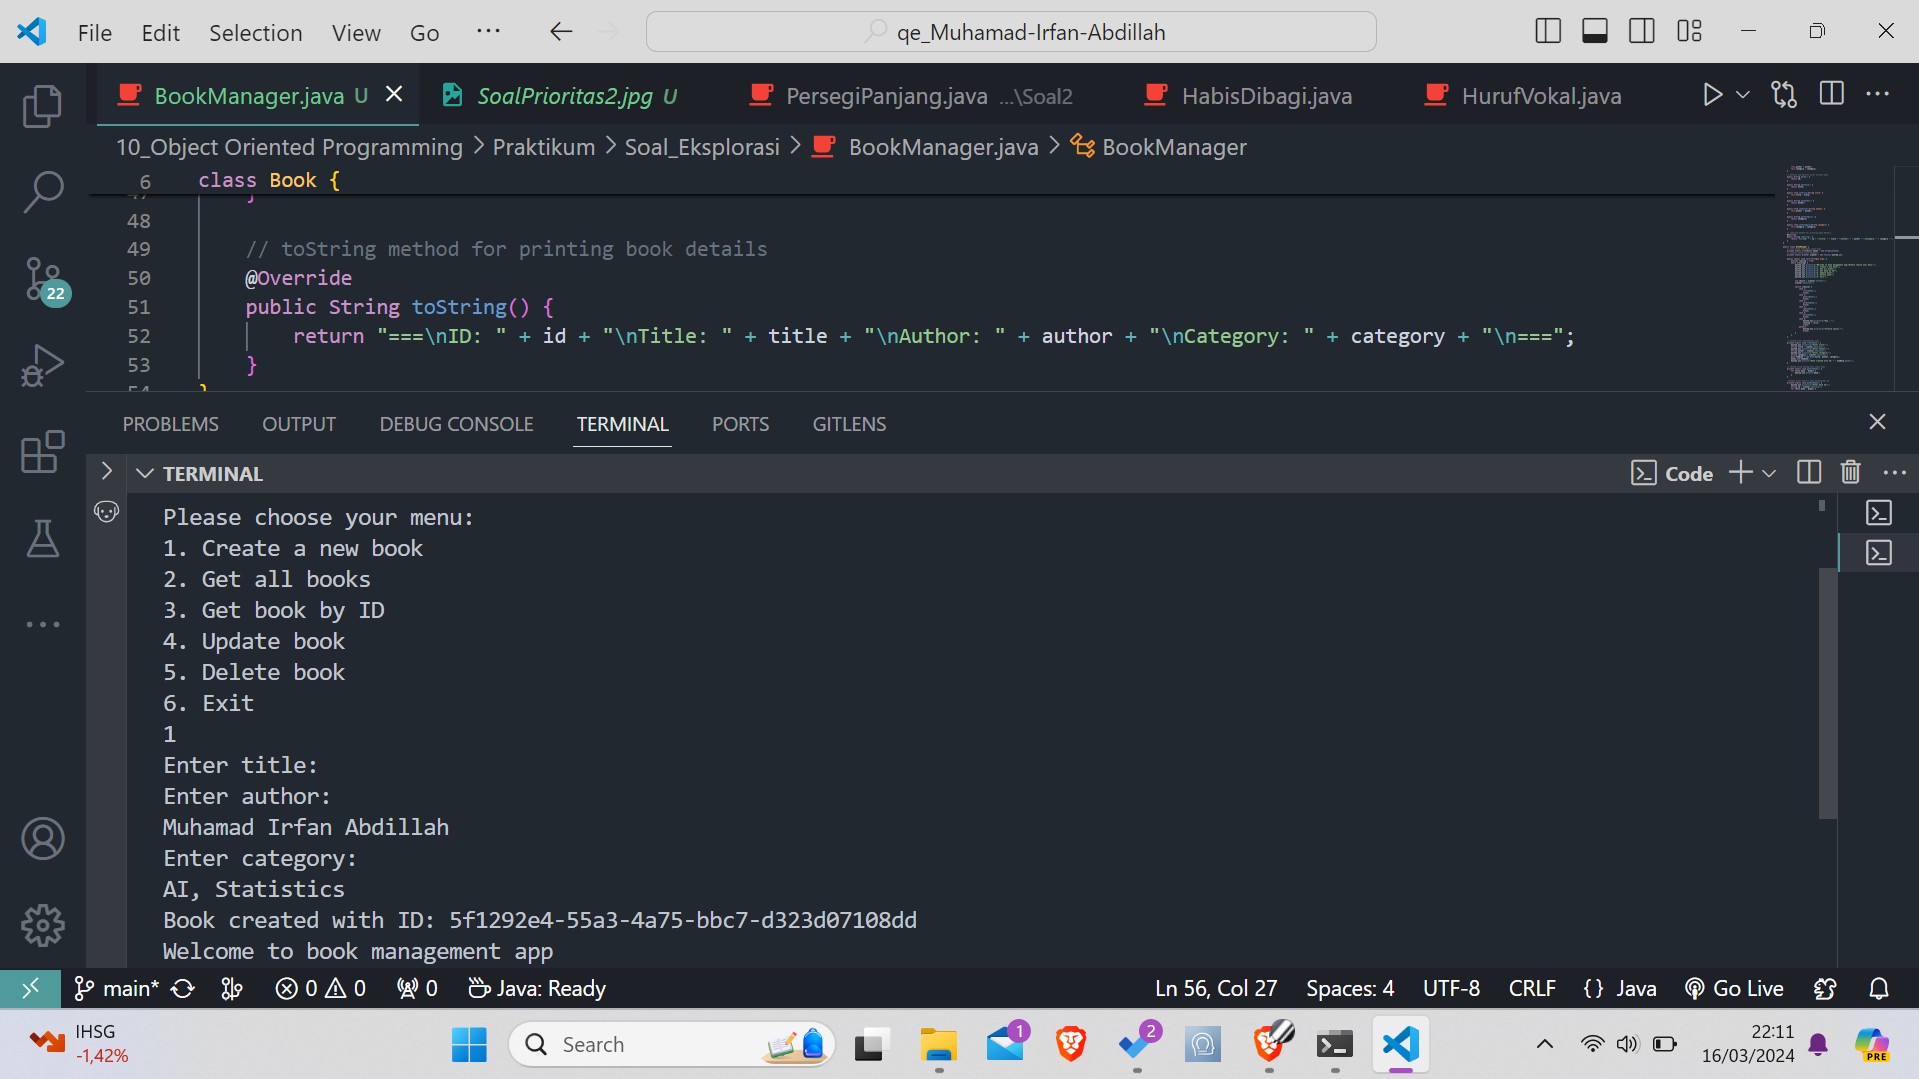 File Edit Selection View Go ··· qe_Muhamad-Irfan-Abdillah
BookManager.java U SoalPrioritas2.jpg U PersegiPanjang.java ...\Soal2 HabisDibagi.java HurufVokal.java
10_Object Oriented Programming > Praktikum > Soal_Eksplorasi > BookManager.java > BookManager
6 class Book {
47 }
48
49 // toString method for printing book details
50 @Override
51 public String toString() {
52 return "===\nID: " + id + "\nTitle: " + title + "\nAuthor: " + author + "\nCategory: " + category + "\n===";
53 }
54 }
22
PROBLEMS OUTPUT DEBUG CONSOLE TERMINAL PORTS GITLENS
TERMINAL Code
Please choose your menu:
1. Create a new book
2. Get all books
3. Get book by ID
4. Update book
5. Delete book
6. Exit
1
Enter title:
Enter author:
Muhamad Irfan Abdillah
Enter category:
AI, Statistics
Book created with ID: 5f1292e4-55a3-4a75-bbc7-d323d07108dd
Welcome to book management app
main* 0 0 0 Java: Ready Ln 56, Col 27 Spaces: 4 UTF-8 CRLF {} Java Go Live
IHSG
-1,42%
Search
1
2
22:11
16/03/2024
PRE